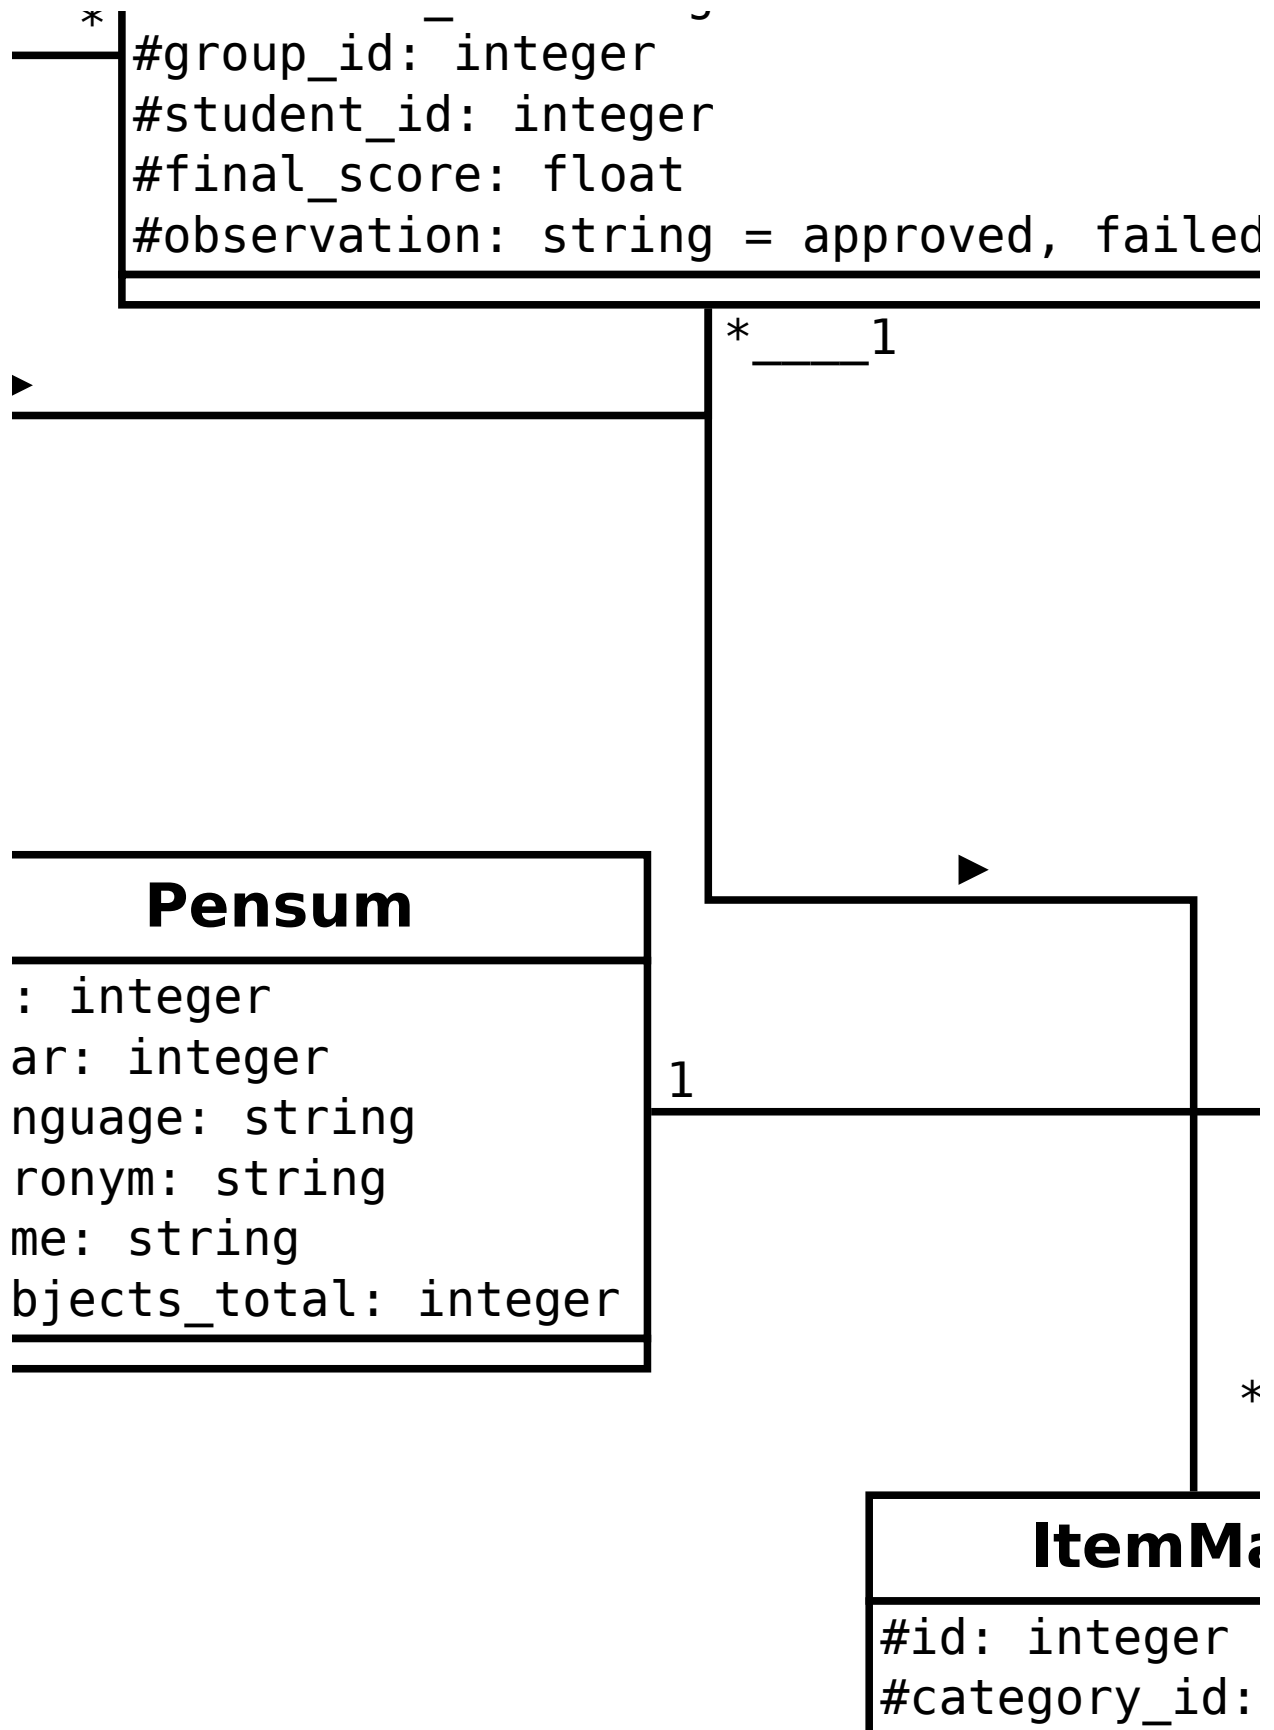 *
#group_id: integer
#student_id: integer
#final_score: float
#observation: string = approved, failed
*____1
Pensum
: integer
ar: integer
1
nguage: string
ronym: string
me: string
bjects_total: integer
*
ItemMa
#id: integer
#category_id: